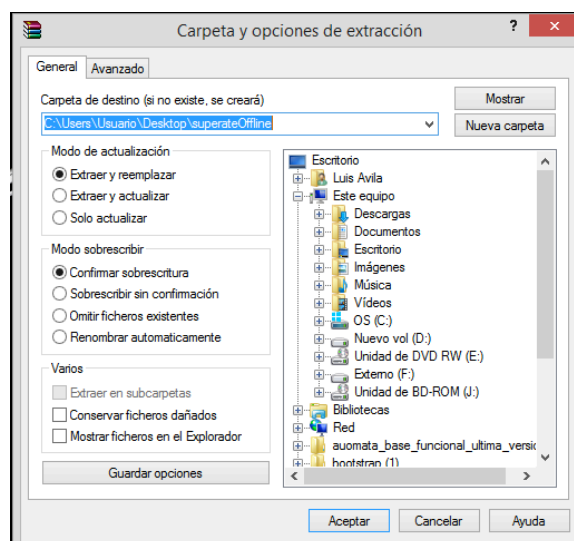 Carpeta y opciones de extracción
General
Avanzado
Carpeta de destino (si no existe, se creará)
Mostrar
C:\Users\Usuario\Desktop\superateOffline
Nueva carpeta
Modo de actualización
Extraer y reemplazar
Extraer y actualizar
Solo actualizar
Modo sobrescribir
Confirmar sobrescritura
Sobrescribir sin confirmación
Omitir ficheros existentes
Renombrar automaticamente
Varios
Extraer en subcarpetas
Conservar ficheros dañados
Mostrar ficheros en el Explorador
Guardar opciones
Escritorio
Luis Avila
Este equipo
Descargas
Documentos
Escritorio
Imágenes
Música
Vídeos
OS (C:)
Nuevo vol (D:)
Unidad de DVD RW (E:)
Externo (F:)
Unidad de BD-ROM (J:)
Bibliotecas
Red
auomata_base_funcional_ultima_versic
bootstrap (1)
Aceptar
Cancelar
Ayuda